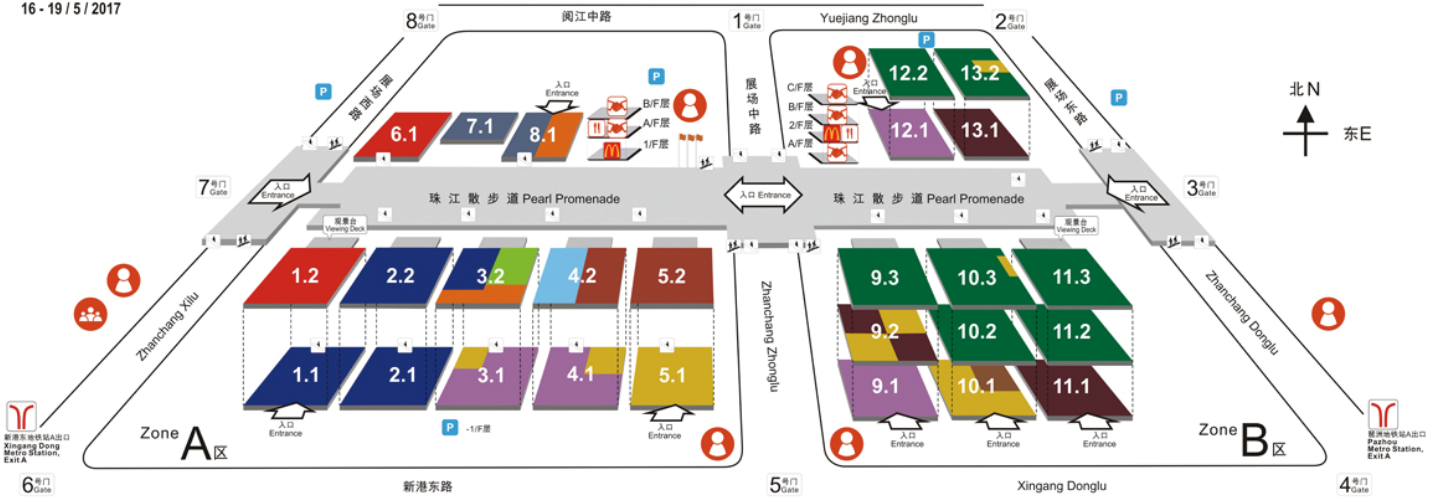 16 - 19 / 5 / 2017
8号门
Gate
阅江中路
1号门
Gate
Yuejiang Zhonglu
2号门
Gate
P
展场西路
P
入口
Entrance
B/F层
A/F层
1/F层
6.1
7.1
8.1
展场中路
C/F层
B/F层
2/F层
A/F层
入口
Entrance
P
12.2
13.2
12.1
13.1
展场东路
P
北 N
东E
7号门
Gate
入口
Entrance
珠江散步道 Pearl Promenade
入口 Entrance
珠江散步道 Pearl Promenade
入口
Entrance
3号门
Gate
观景台
Viewing Deck
观景台
Viewing Deck
1.2
2.2
3.2
4.2
5.2
9.3
10.3
11.3
9.2
10.2
11.2
1.1
2.1
3.1
4.1
5.1
9.1
10.1
11.1
Zhanchang Xilu
Zhanchang Zhonglu
Zhanchang Donglu
入口
Entrance
P -1/F层
入口
Entrance
入口
Entrance
入口
Entrance
入口
Entrance
新港东地铁站A出口
Xingang Dong
Metro Station,
Exit A
Zone A区
Zone B区
琶洲地铁站A出口
Pazhou
Metro Station,
Exit A
6号门
Gate
新港东路
5号门
Gate
Xingang Donglu
4号门
Gate